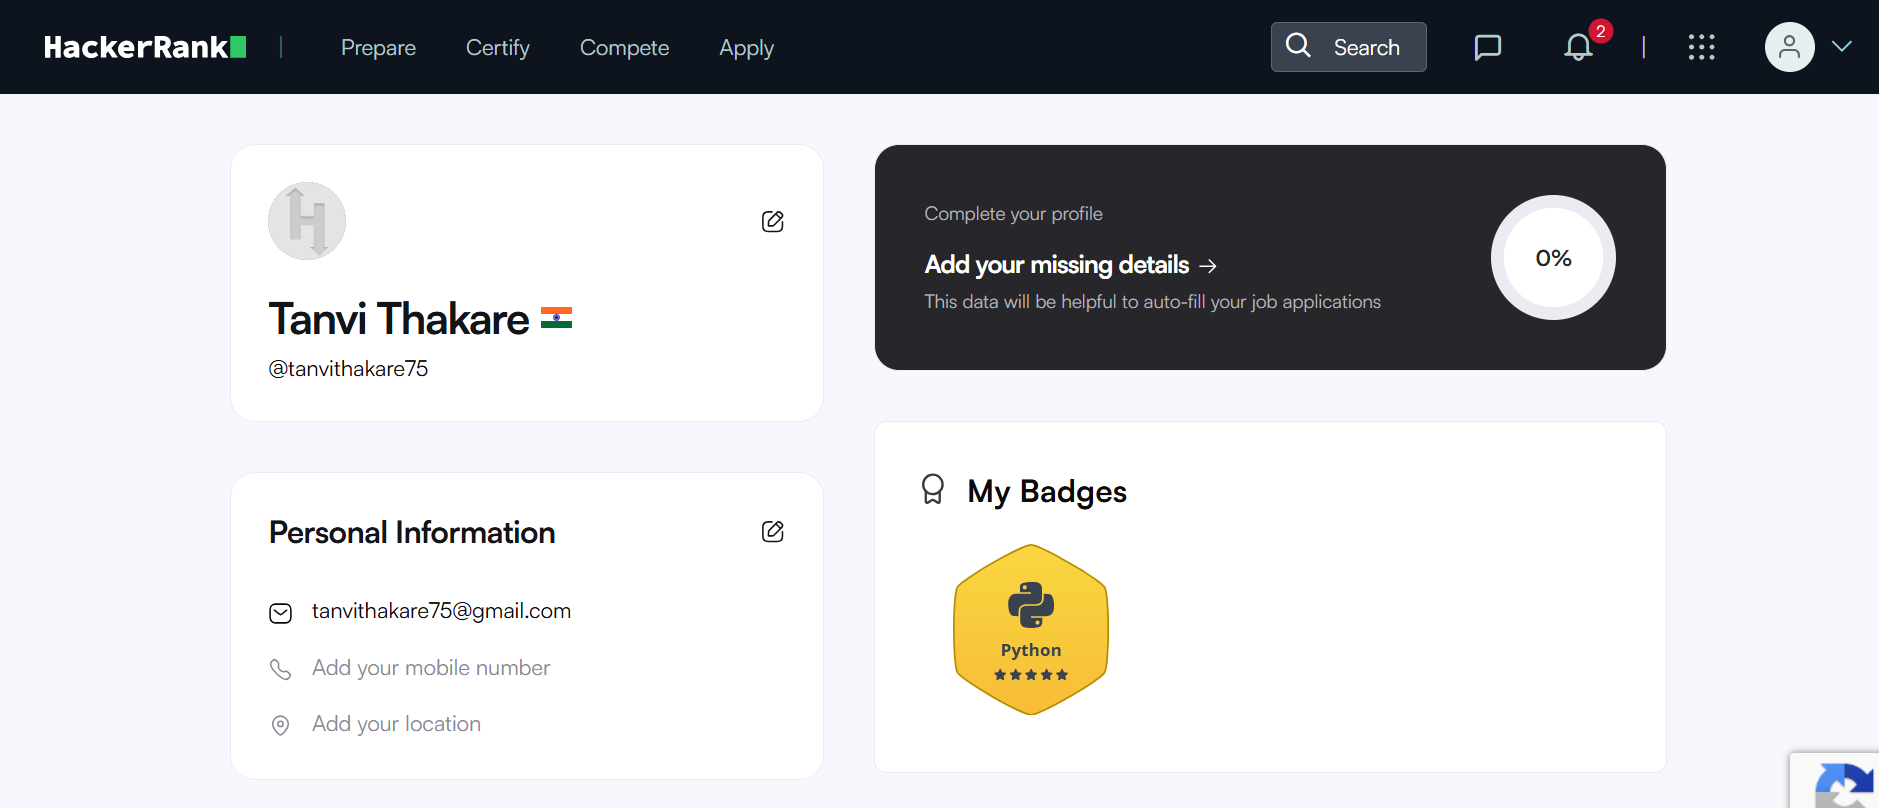 HackerRank
Prepare
Certify
Compete
Apply
Search
2
Tanvi Thakare
@tanvithakare75
Personal Information
tanvithakare75@gmail.com
Add your mobile number
Add your location
Complete your profile
Add your missing details →
This data will be helpful to auto-fill your job applications
0%
My Badges
Python